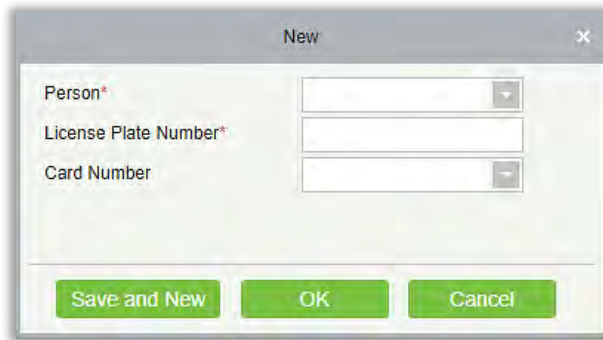 New
Person*
License Plate Number*
Card Number
Save and New OK Cancel